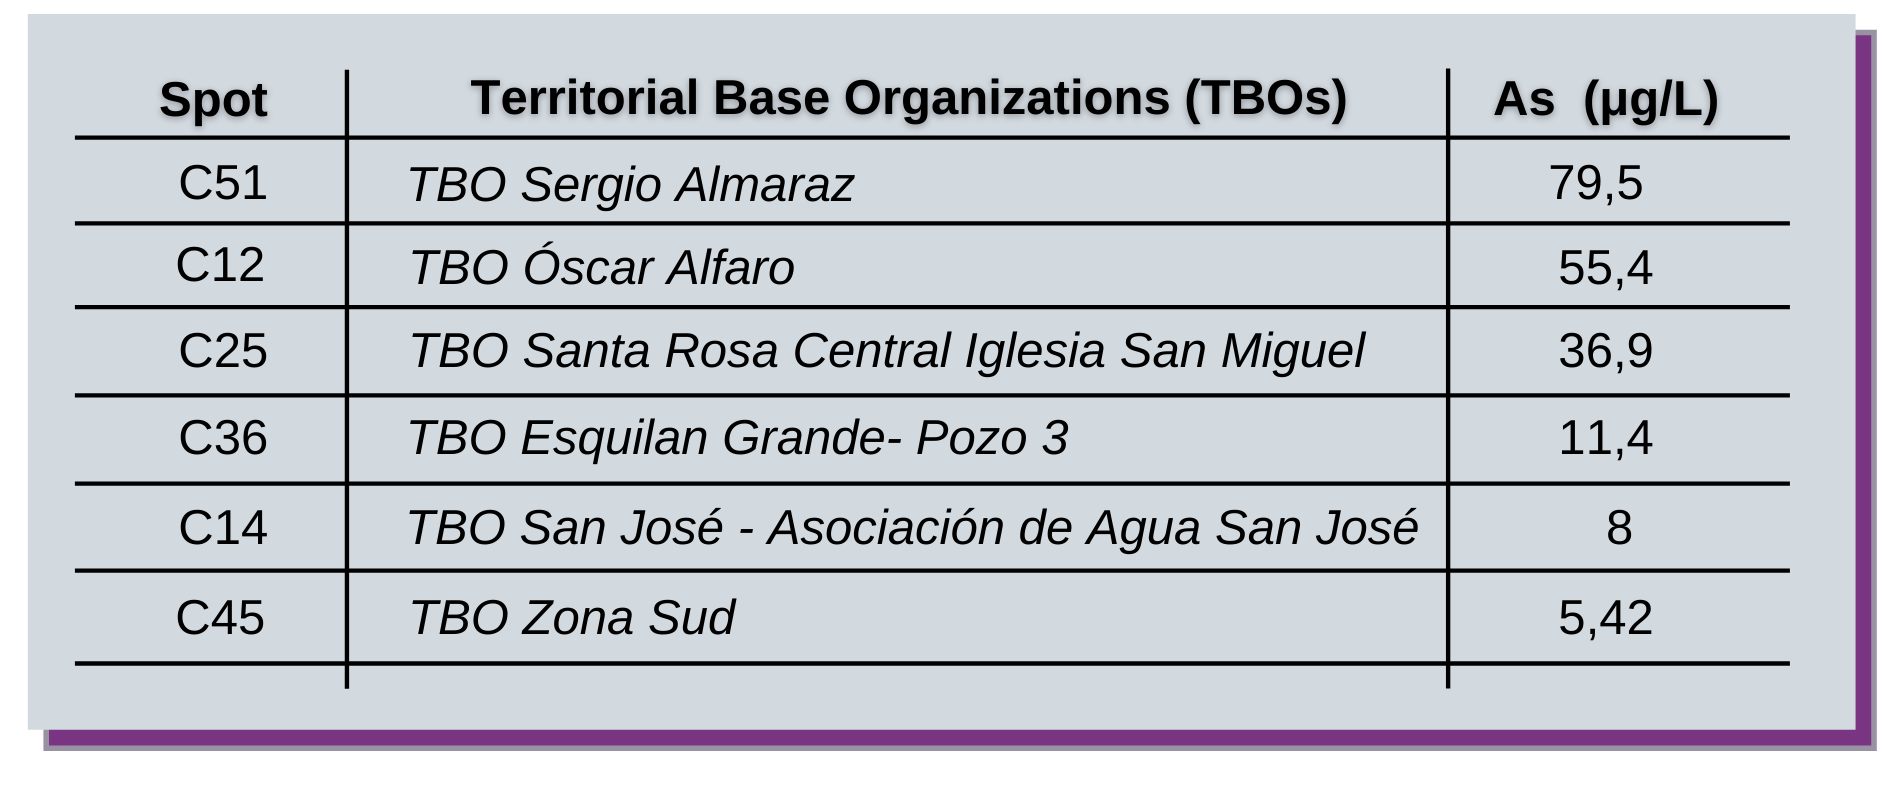 Spot Territorial Base Organizations (TBOs) As (µg/L)
C51 TBO Sergio Almaraz 79,5
C12 TBO Óscar Alfaro 55,4
C25 TBO Santa Rosa Central Iglesia San Miguel 36,9
C36 TBO Esquilan Grande- Pozo 3 11,4
C14 TBO San José - Asociación de Agua San José 8
C45 TBO Zona Sud 5,42